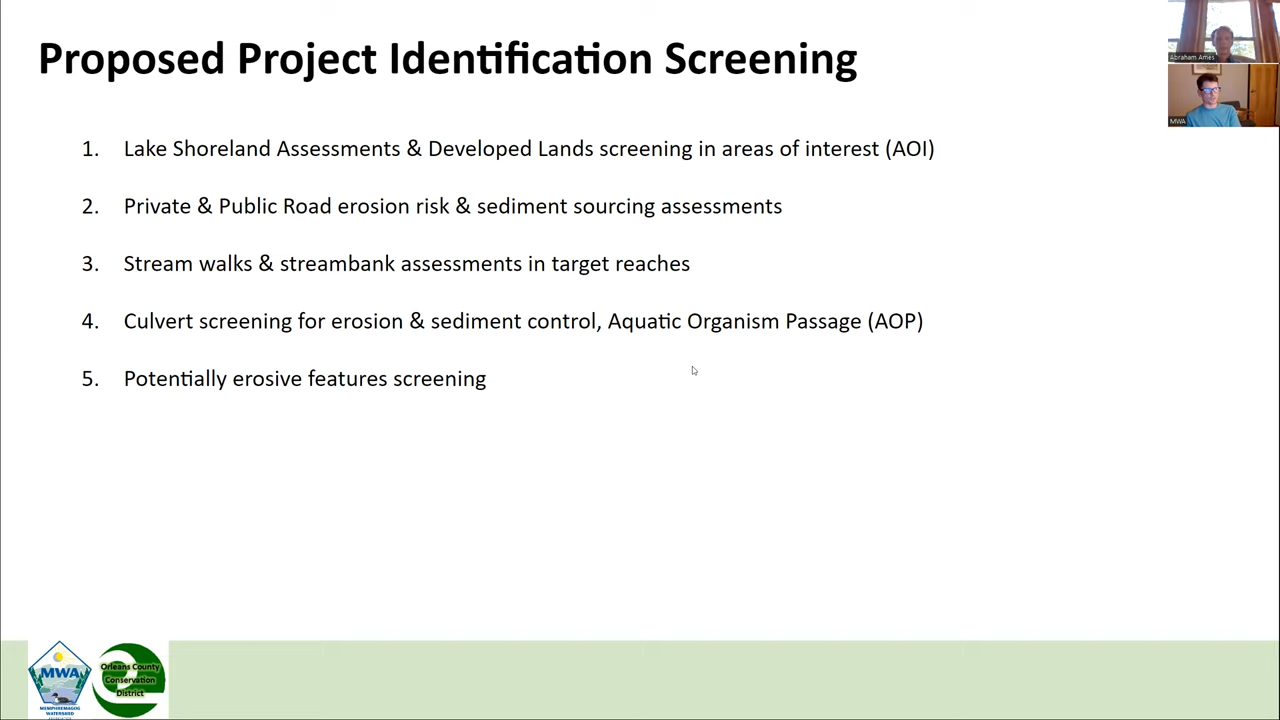 Proposed Project Identification Screening
Abraham Ames
MWA
1. Lake Shoreland Assessments & Developed Lands screening in areas of interest (AOI)
2. Private & Public Road erosion risk & sediment sourcing assessments
3. Stream walks & streambank assessments in target reaches
4. Culvert screening for erosion & sediment control, Aquatic Organism Passage (AOP)
5. Potentially erosive features screening
MWA
MEMPHREMAGOG
WATERSHED
Orleans County
Conservation
District